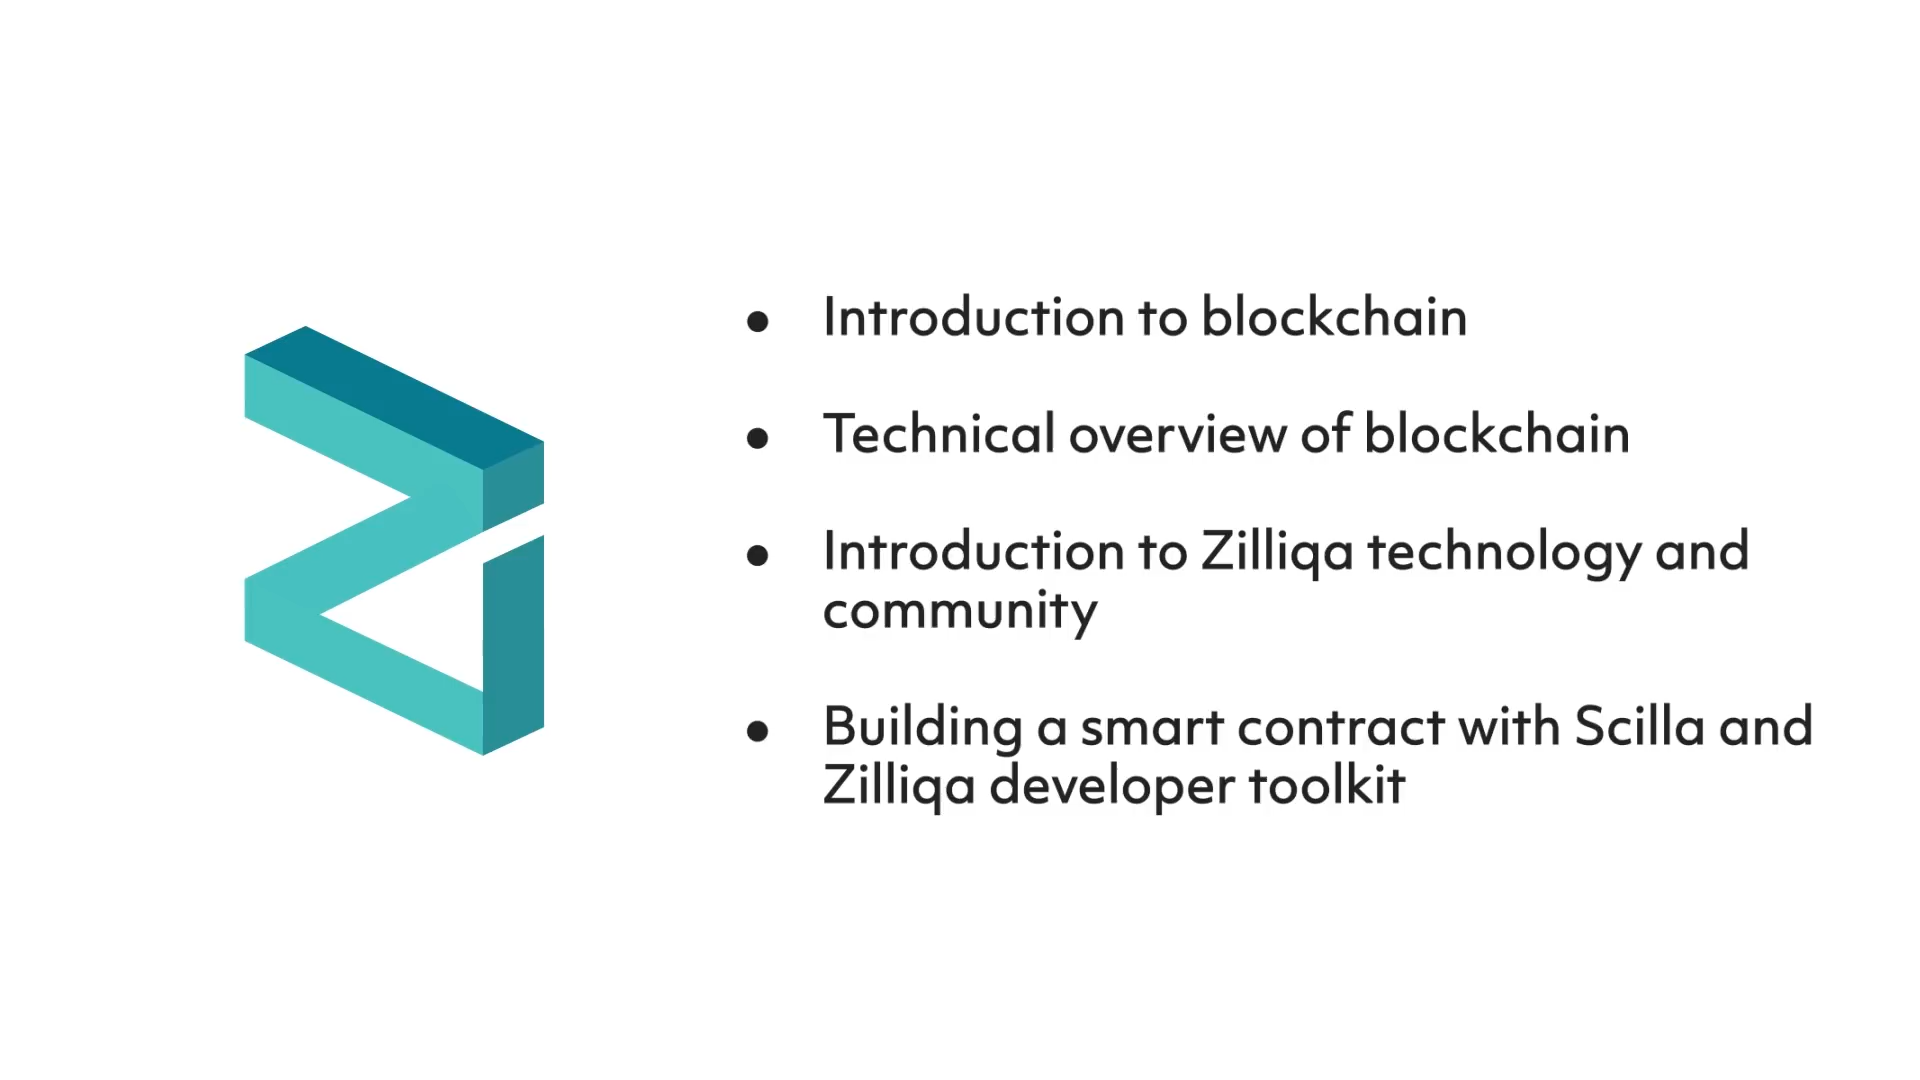 ● Introduction to blockchain
● Technical overview of blockchain
● Introduction to Zilliqa technology and
community
● Building a smart contract with Scilla and
Zilliqa developer toolkit